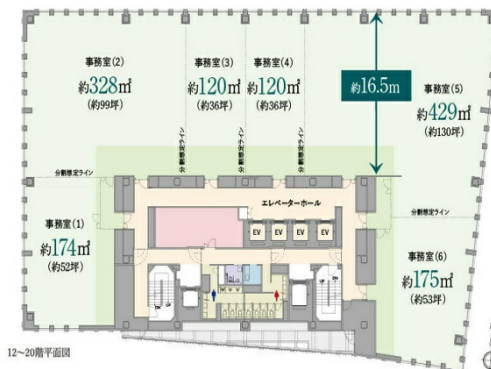 事務室(2)
約328㎡
(約99坪)
事務室(3)
約120㎡
(約36坪)
事務室(4)
約120㎡
(約36坪)
約16.5m
事務室(5)
約429㎡
(約130坪)
分割想定ライン
分割想定ライン
分割想定ライン
分割想定ライン
分割想定ライン
エレベーターホール
EV
EV
EV
EV
事務室(1)
約174㎡
(約52坪)
事務室(6)
約175㎡
(約53坪)
12~20階平面図